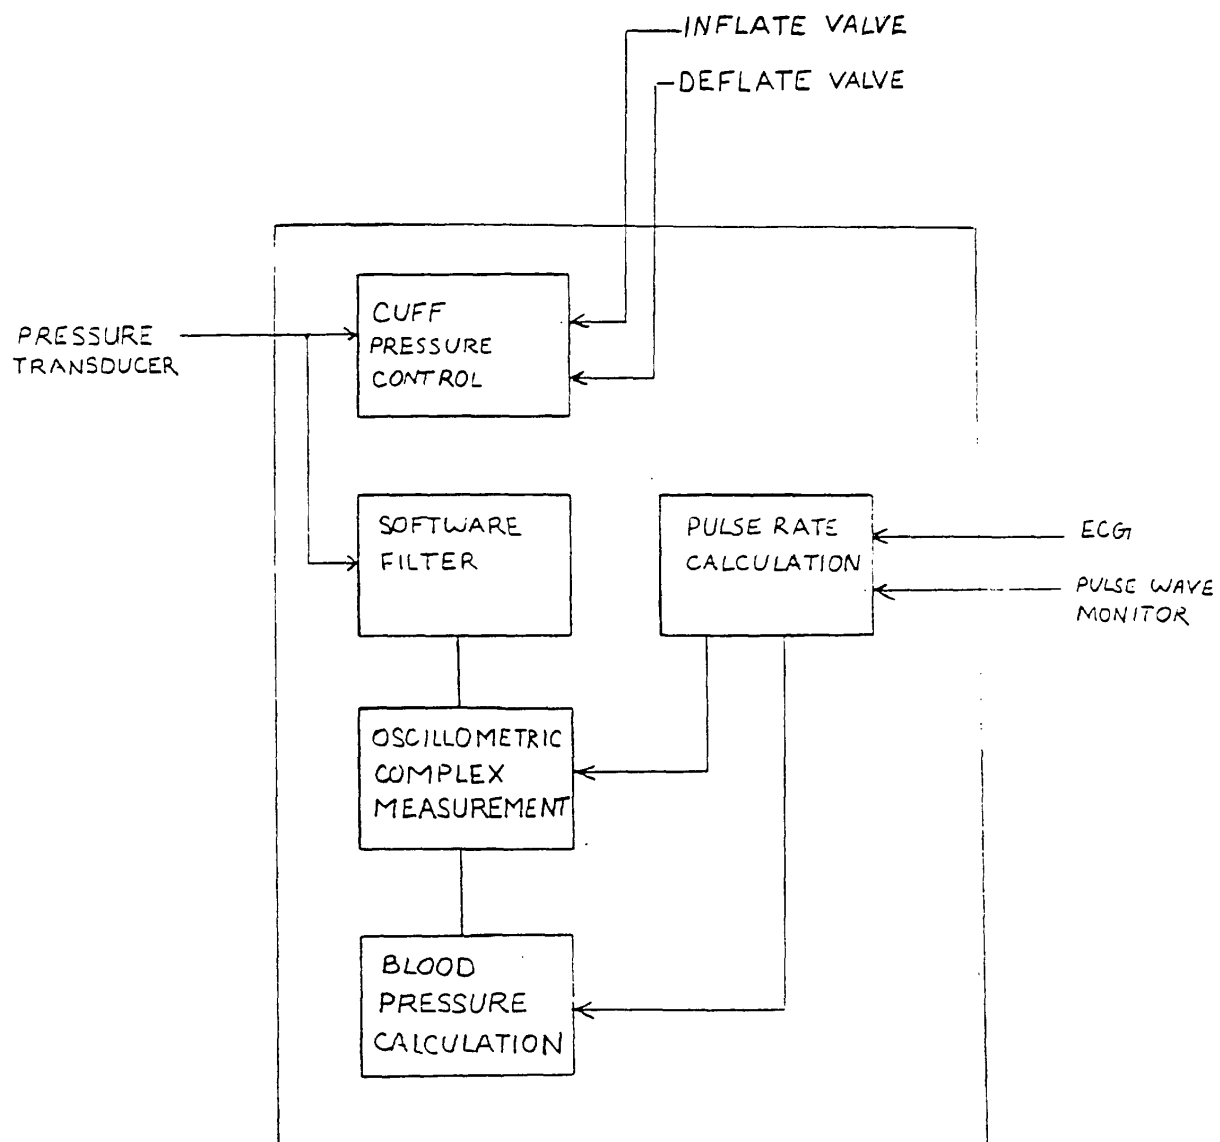 INFLATE VALVE
DEFLATE VALVE
PRESSURE
TRANSDUCER
CUFF
PRESSURE
CONTROL
SOFTWARE
FILTER
PULSE RATE
CALCULATION
ECG
PULSE WAVE
MONITOR
OSCILLOMETRIC
COMPLEX
MEASUREMENT
BLOOD
PRESSURE
CALCULATION